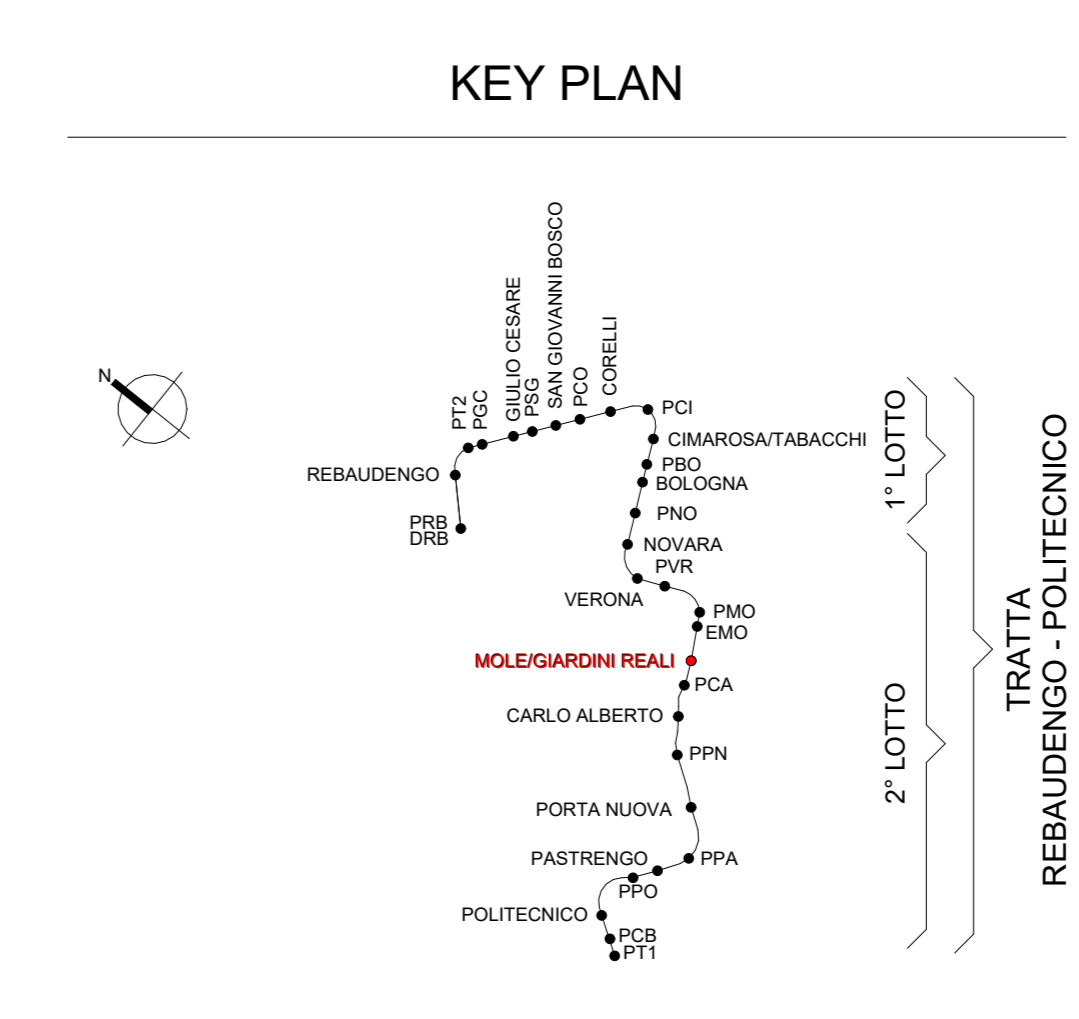 KEY PLAN
N
PT2
PGC
GIULIO CESARE
PSG
SAN GIOVANNI BOSCO
PCO
CORELLI
PCI
CIMAROSA/TABACCHI
REBAUDENGO
PBO
BOLOGNA
PRB
DRB
PNO
NOVARA
PVR
VERONA
PMO
EMO
MOLE/GIARDINI REALI
PCA
CARLO ALBERTO
PPN
PORTA NUOVA
PASTRENGO
PPA
PPO
POLITECNICO
PCB
PT1
1° LOTTO
2° LOTTO
TRATTA
REBAUDENGO - POLITECNICO